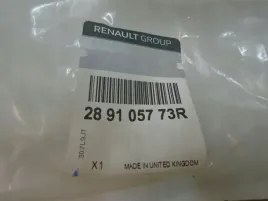 RENAULT GROUP
28 91 057 73R
X1 MADE IN UNITED KINGDOM